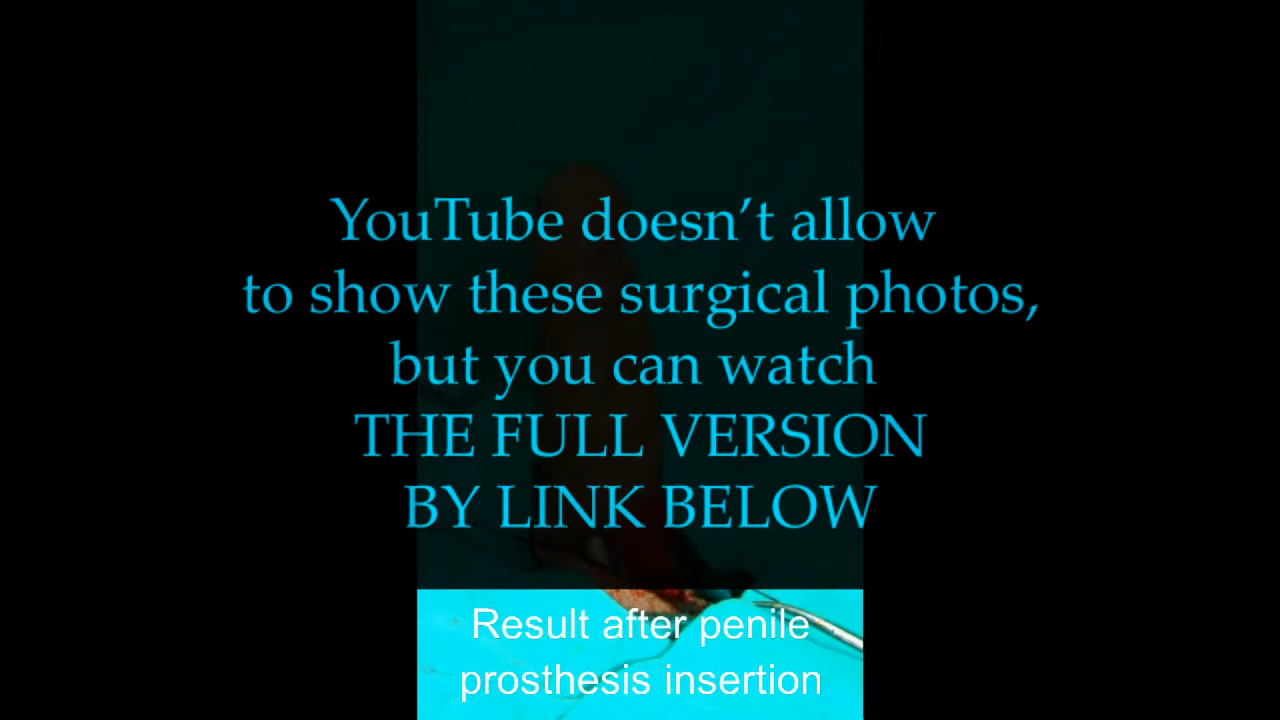 YouTube doesn’t allow
to show these surgical photos,
but you can watch
THE FULL VERSION
BY LINK BELOW
Result after penile
prosthesis insertion